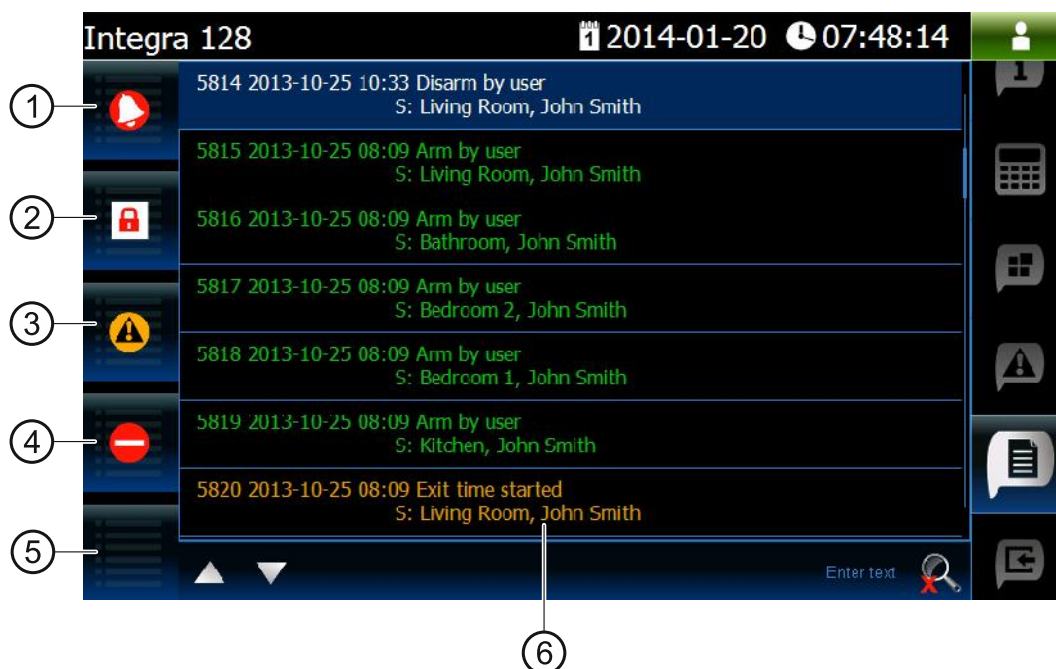 Integra 128
2014-01-20 07:48:14
5814 2013-10-25 10:33 Disarm by user
S: Living Room, John Smith
5815 2013-10-25 08:09 Arm by user
S: Living Room, John Smith
5816 2013-10-25 08:09 Arm by user
S: Bathroom, John Smith
5817 2013-10-25 08:09 Arm by user
S: Bedroom 2, John Smith
5818 2013-10-25 08:09 Arm by user
S: Bedroom 1, John Smith
5819 2013-10-25 08:09 Arm by user
S: Kitchen, John Smith
5820 2013-10-25 08:09 Exit time started
S: Living Room, John Smith
Enter text
1
2
3
4
5
6